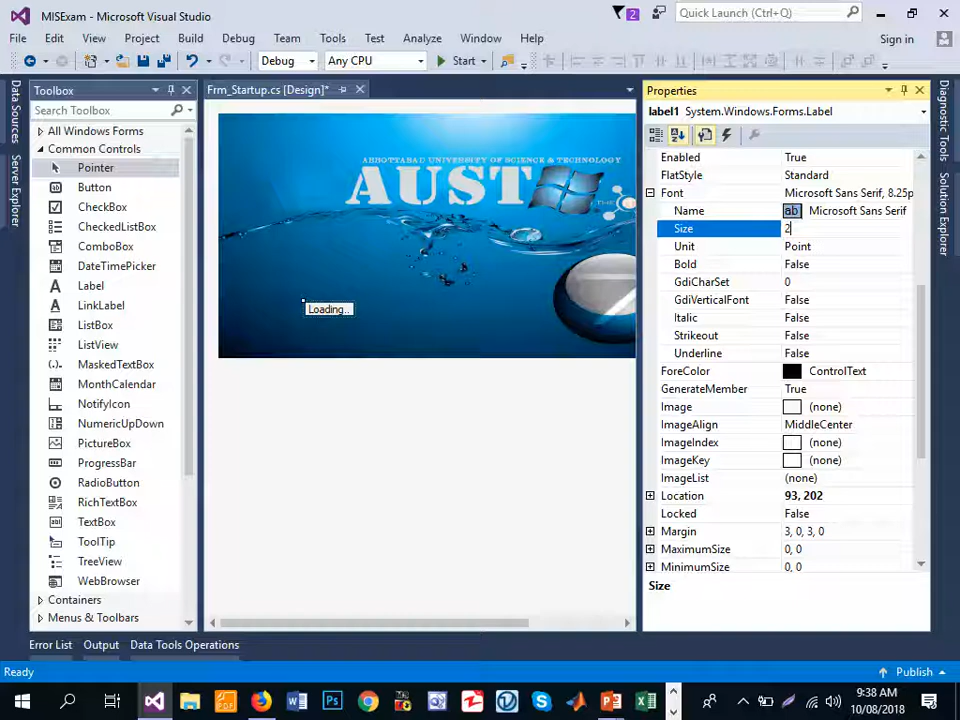 MISExam - Microsoft Visual Studio
2
Quick Launch (Ctrl+Q)
File Edit View Project Build Debug Team Tools Test Analyze Window Help
Sign in
Debug Any CPU Start
Data Sources
Server Explorer
Toolbox
Search Toolbox
All Windows Forms
Common Controls
Pointer
Button
CheckBox
CheckedListBox
ComboBox
DateTimePicker
Label
LinkLabel
ListBox
ListView
MaskedTextBox
MonthCalendar
NotifyIcon
NumericUpDown
PictureBox
ProgressBar
RadioButton
RichTextBox
TextBox
ToolTip
TreeView
WebBrowser
Containers
Menus & Toolbars
Frm_Startup.cs [Design]*
ABBOTTABAD UNIVERSITY OF SCIENCE & TECHNOLOGY
AUST
THE
Loading..
Properties
label1 System.Windows.Forms.Label
Enabled True
FlatStyle Standard
Font Microsoft Sans Serif, 8.25p
Name ab Microsoft Sans Serif
Size 2
Unit Point
Bold False
GdiCharSet 0
GdiVerticalFont False
Italic False
Strikeout False
Underline False
ForeColor ControlText
GenerateMember True
Image (none)
ImageAlign MiddleCenter
ImageIndex (none)
ImageKey (none)
ImageList (none)
Location 93, 202
Locked False
Margin 3, 0, 3, 0
MaximumSize 0, 0
MinimumSize 0, 0
Size
Diagnostic Tools
Solution Explorer
Error List Output Data Tools Operations
Ready
Publish
9:38 AM
10/08/2018